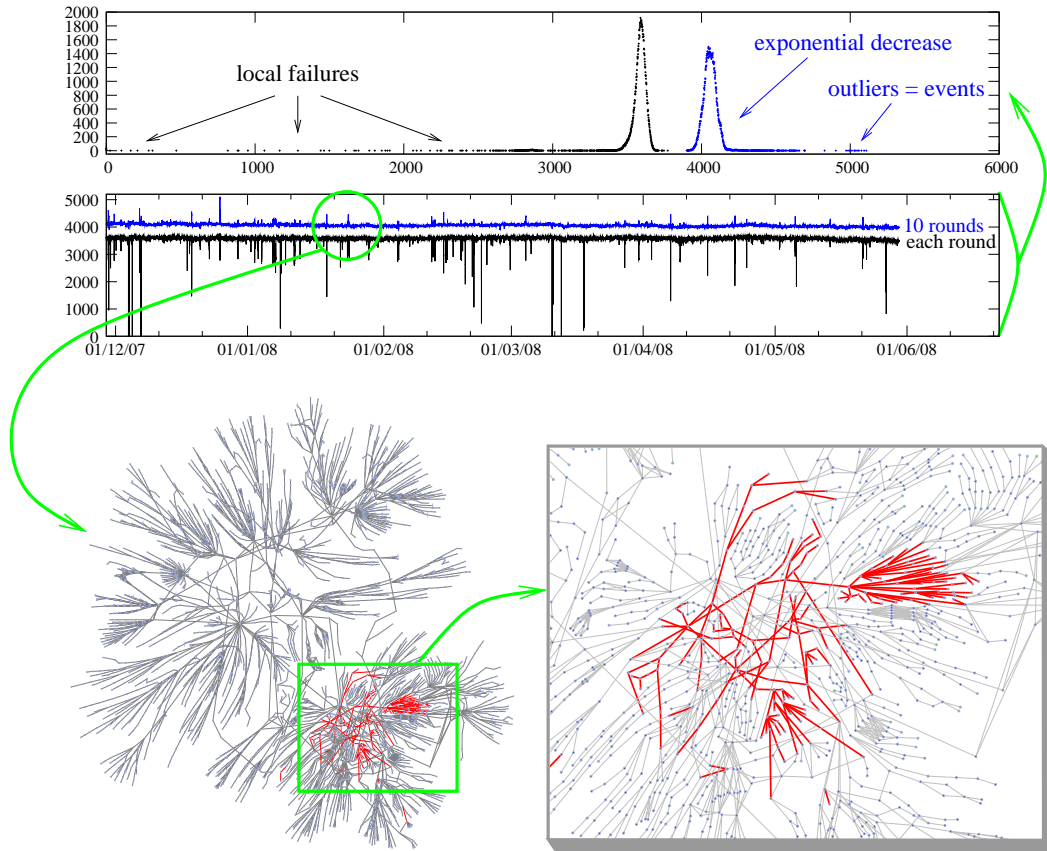 2000
1800
1600
1400
1200
1000
800
600
400
200
0
local failures
exponential decrease
outliers = events
0 1000 2000 3000 4000 5000 6000
5000
4000
3000
2000
1000
0
10 rounds
each round
01/12/07 01/01/08 01/02/08 01/03/08 01/04/08 01/05/08 01/06/08